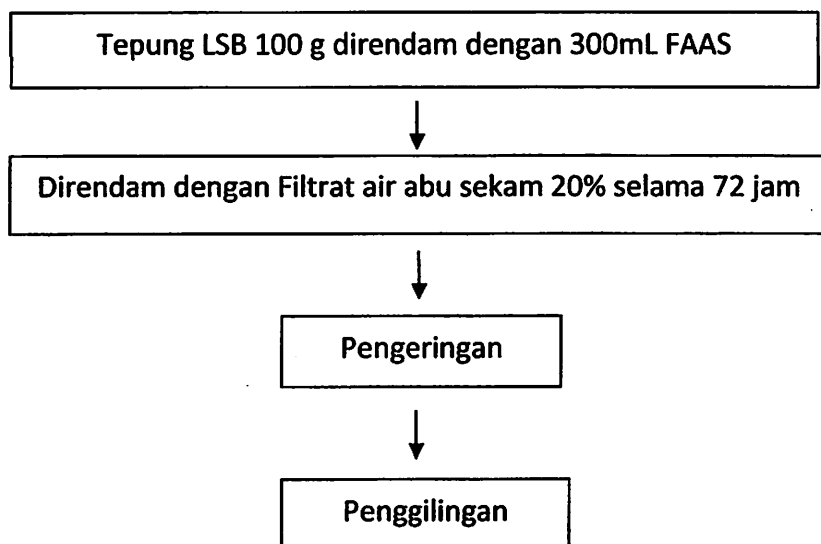 Tepung LSB 100 g direndam dengan 300mL FAAS
Direndam dengan Filtrat air abu sekam 20% selama 72 jam
Pengeringan
Penggilingan